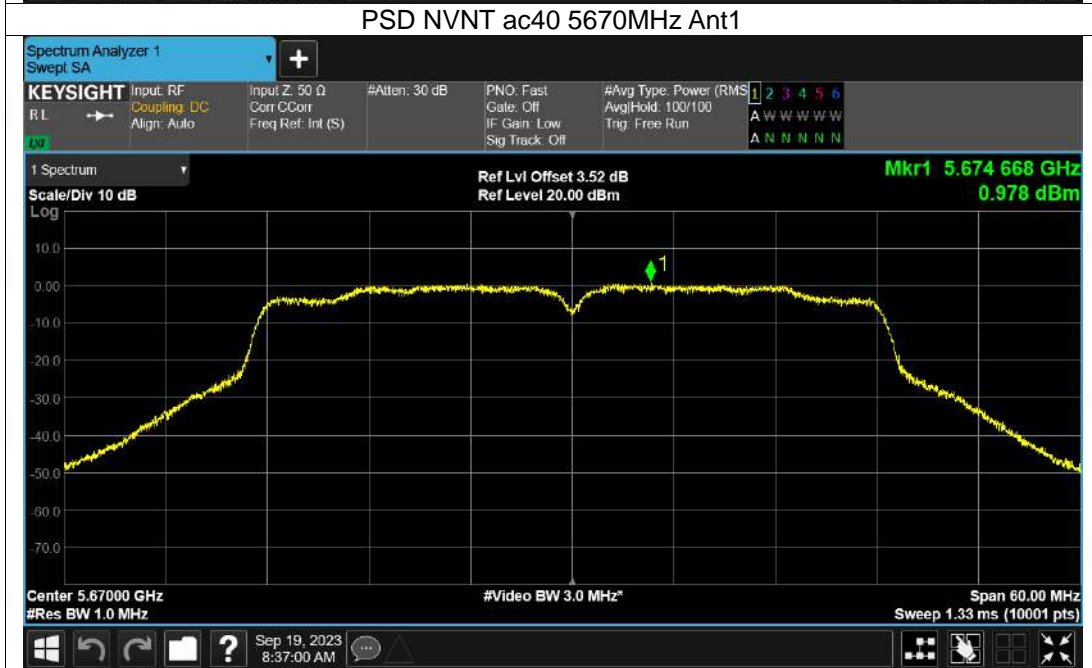 PSD NVNT ac40 5670MHz Ant1
Spectrum Analyzer 1
Swept SA
+
KEYSIGHT
RL
LXI
Input: RF
Coupling: DC
Align: Auto
Input Z: 50 Ω
Corr CCorr
Freq Ref: Int (S)
#Atten: 30 dB
PNO: Fast
Gate: Off
IF Gain: Low
Sig Track: Off
#Avg Type: Power (RMS
Avg|Hold: 100/100
Trig: Free Run
1 2 3 4 5 6
A W W W W W
A N N N N N
1 Spectrum
Scale/Div 10 dB
Ref Lvl Offset 3.52 dB
Ref Level 20.00 dBm
Mkr1 5.674 668 GHz
0.978 dBm
Log
10.0
0.00
-10.0
-20.0
-30.0
-40.0
-50.0
-60.0
-70.0
1
Center 5.67000 GHz
#Res BW 1.0 MHz
#Video BW 3.0 MHz*
Span 60.00 MHz
Sweep 1.33 ms (10001 pts)
?
Sep 19, 2023
8:37:00 AM